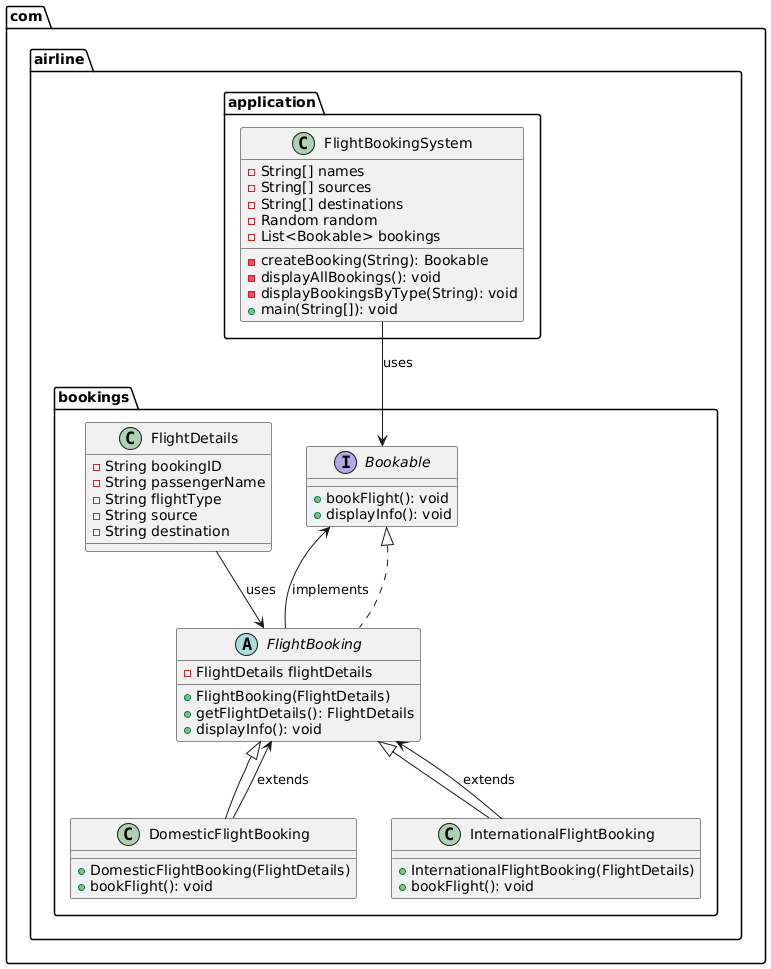 com
airline
application
C FlightBookingSystem
String[] names
String[] sources
String[] destinations
Random random
List<Bookable> bookings
createBooking(String): Bookable
displayAllBookings(): void
displayBookingsByType(String): void
main(String[]): void
uses
bookings
C FlightDetails
String bookingID
String passengerName
String flightType
String source
String destination
I Bookable
bookFlight(): void
displayInfo(): void
uses
implements
A FlightBooking
FlightDetails flightDetails
FlightBooking(FlightDetails)
getFlightDetails(): FlightDetails
displayInfo(): void
extends
extends
C DomesticFlightBooking
DomesticFlightBooking(FlightDetails)
bookFlight(): void
C InternationalFlightBooking
InternationalFlightBooking(FlightDetails)
bookFlight(): void